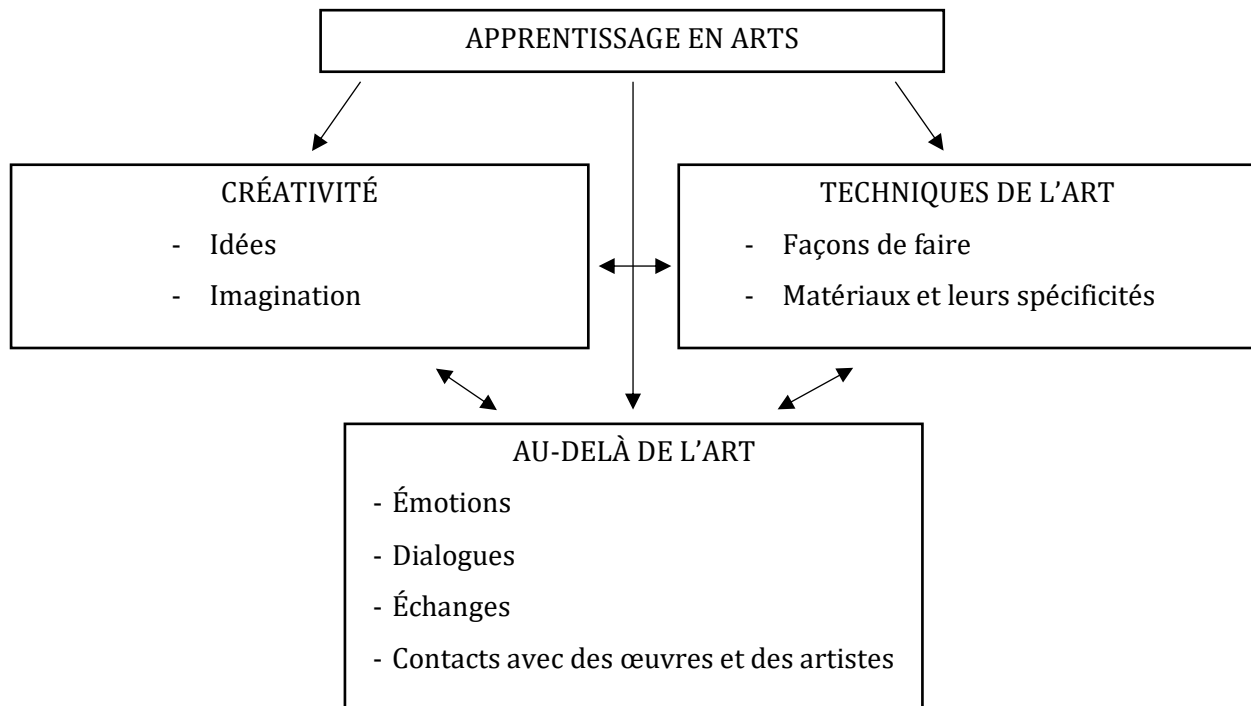 APPRENTISSAGE EN ARTS
CRÉATIVITÉ
- Idées
- Imagination
TECHNIQUES DE L’ART
- Façons de faire
- Matériaux et leurs spécificités
AU-DELÀ DE L’ART
- Émotions
- Dialogues
- Échanges
- Contacts avec des œuvres et des artistes